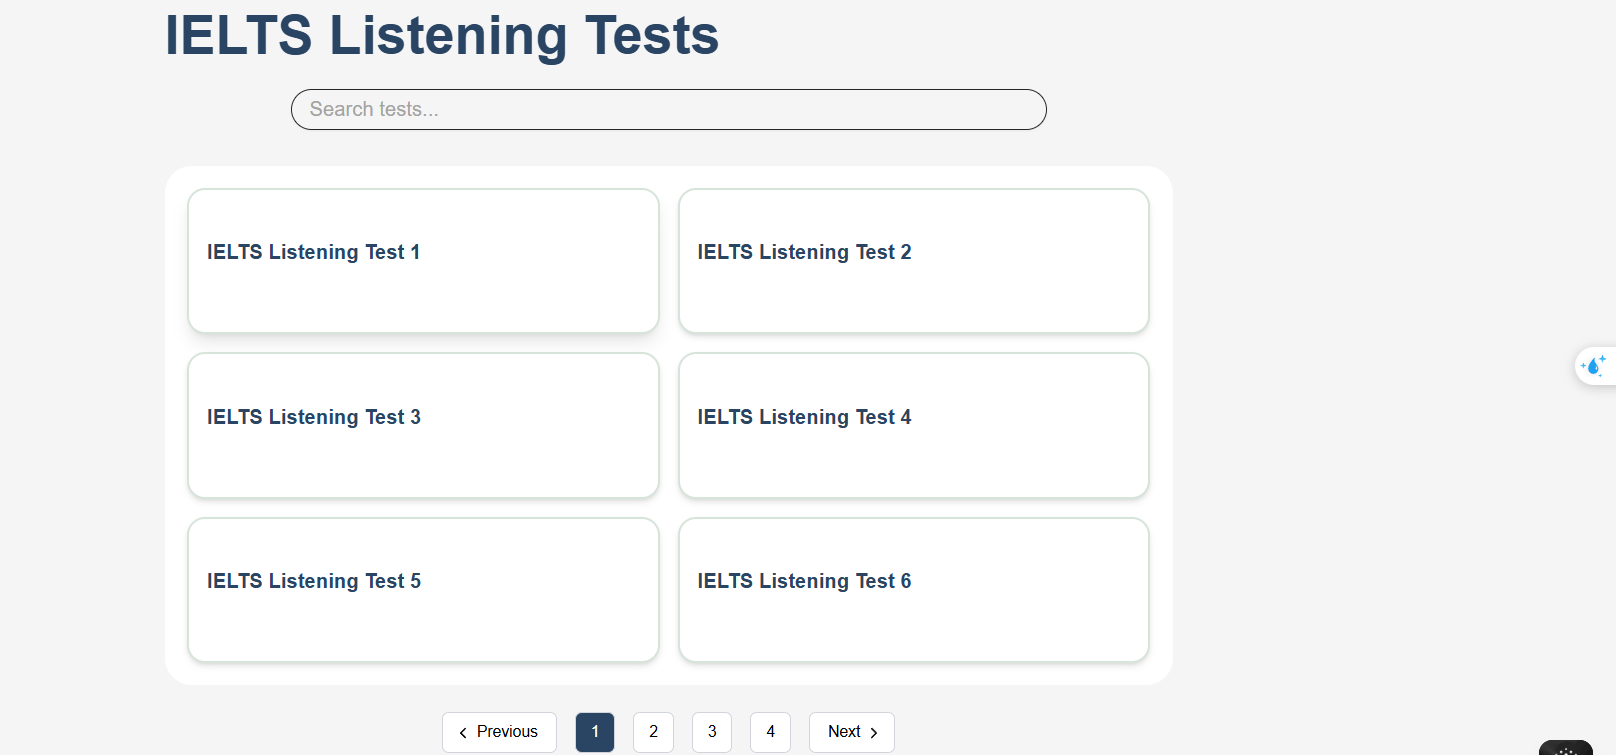 IELTS Listening Tests
Search tests...
IELTS Listening Test 1
IELTS Listening Test 2
IELTS Listening Test 3
IELTS Listening Test 4
IELTS Listening Test 5
IELTS Listening Test 6
Previous 1 2 3 4 Next